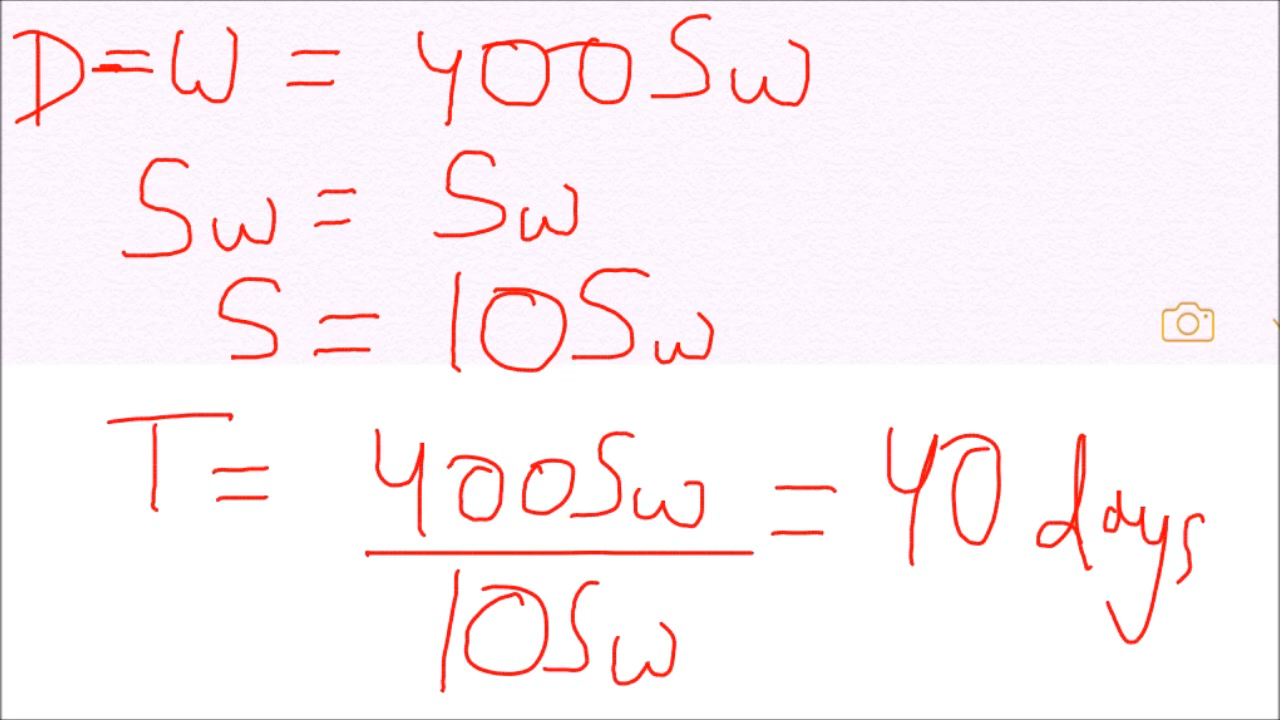 D = W = 400Sw
Sw = Sw
S = 10Sw
T = 400Sw / 10Sw = 40 days